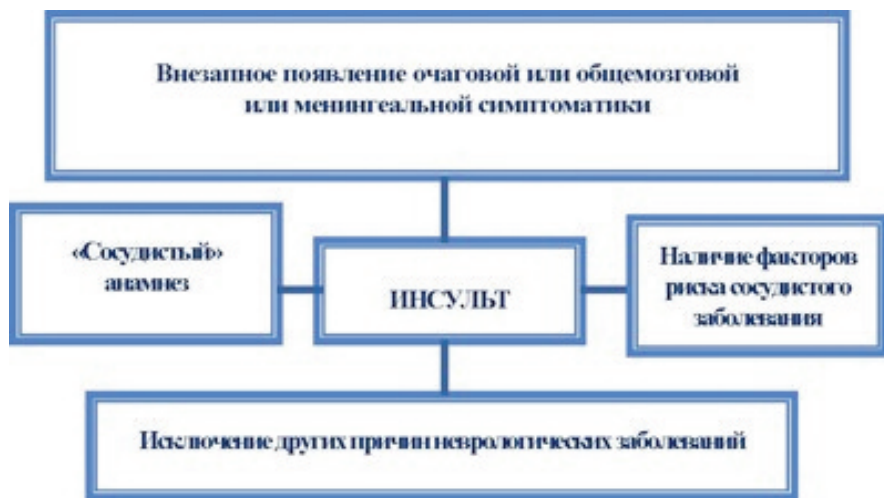 Внезапное появление очаговой или общемозговой
или менингеальной симптоматики
«Сосудистый»
анамнез
ИНСУЛЬТ
Наличие факторов
риска сосудистого
заболевания
Исключение других причин неврологических заболеваний